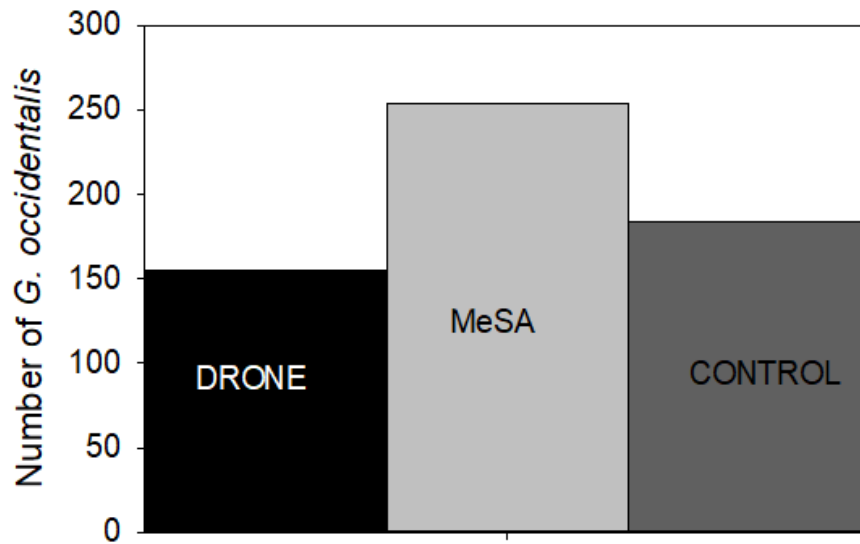 300
250
200
150
100
50
0
Number of G. occidentalis
DRONE
MeSA
CONTROL